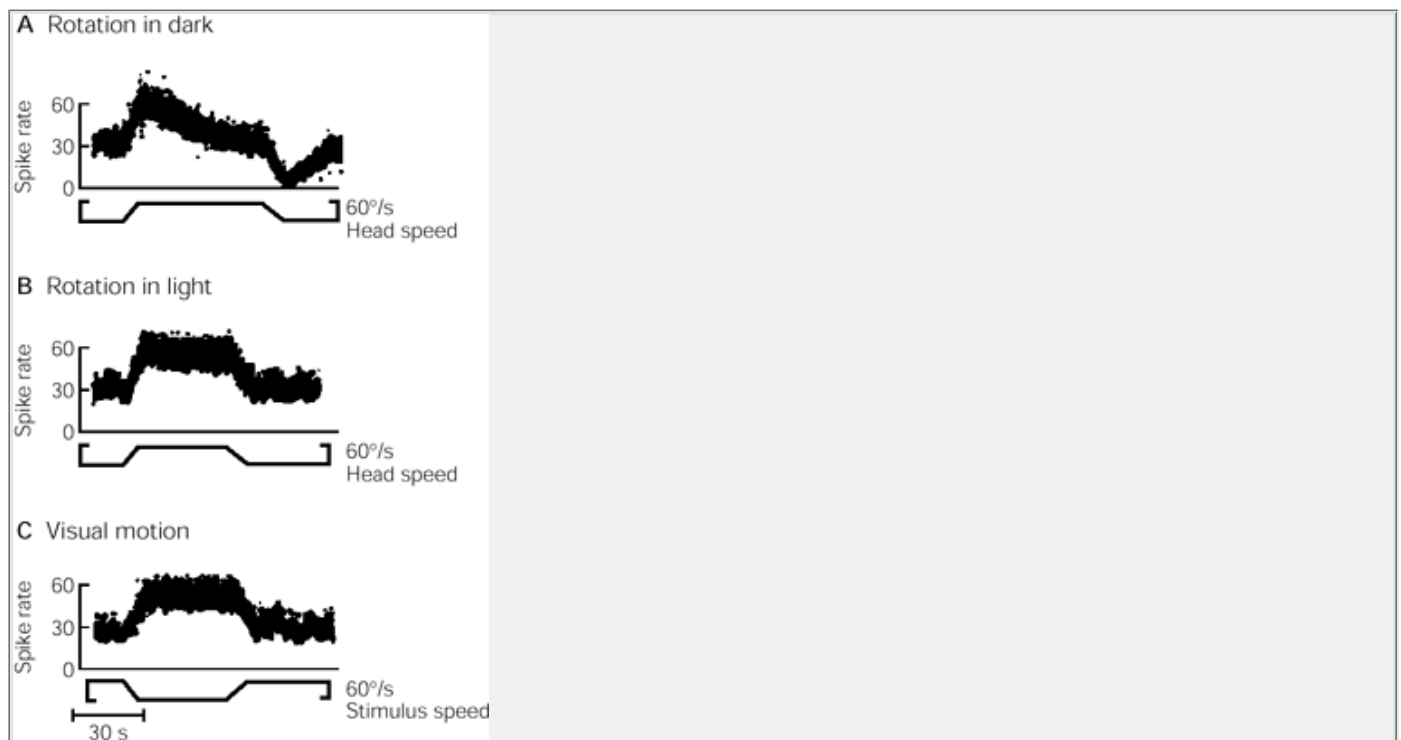 A Rotation in dark
Spike rate
60
30
0
60°/s
Head speed
B Rotation in light
Spike rate
60
30
0
60°/s
Head speed
C Visual motion
Spike rate
60
30
0
60°/s
Stimulus speed
30 s